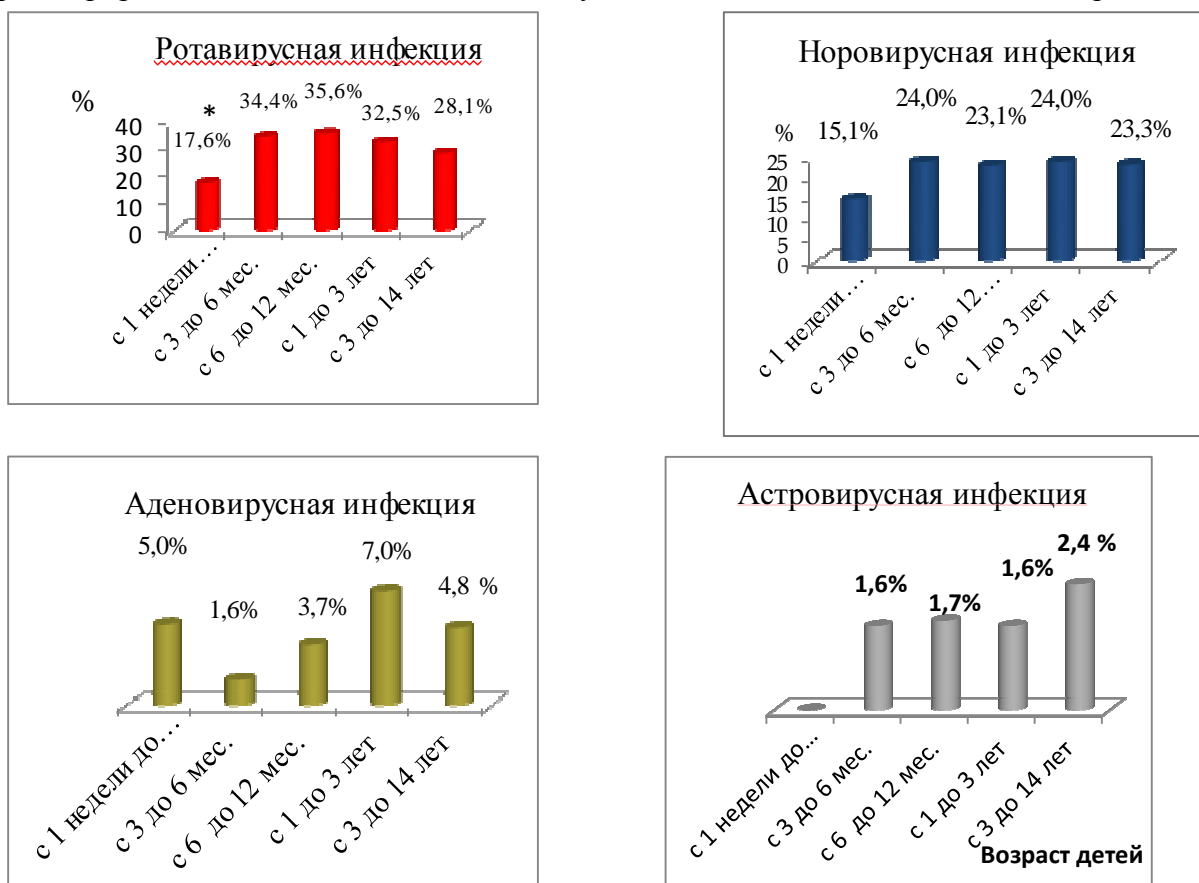 Ротавирусная инфекция
%
*
17,6%
34,4%
35,6%
32,5%
28,1%
40
30
20
10
0
с 1 недели…
с 3 до 6 мес.
с 6 до 12 мес.
с 1 до 3 лет
с 3 до 14 лет
Норовирусная инфекция
%
15,1%
24,0%
23,1%
24,0%
23,3%
25
20
15
10
5
0
с 1 недели…
с 3 до 6 мес.
с 6 до 12…
с 1 до 3 лет
с 3 до 14 лет
Аденовирусная инфекция
5,0%
1,6%
3,7%
7,0%
4,8 %
с 1 недели до…
с 3 до 6 мес.
с 6 до 12 мес.
с 1 до 3 лет
с 3 до 14 лет
Астровирусная инфекция
1,6%
1,7%
1,6%
2,4 %
с 1 недели до…
с 3 до 6 мес.
с 6 до 12 мес.
с 1 до 3 лет
с 3 до 14 лет
Возраст детей